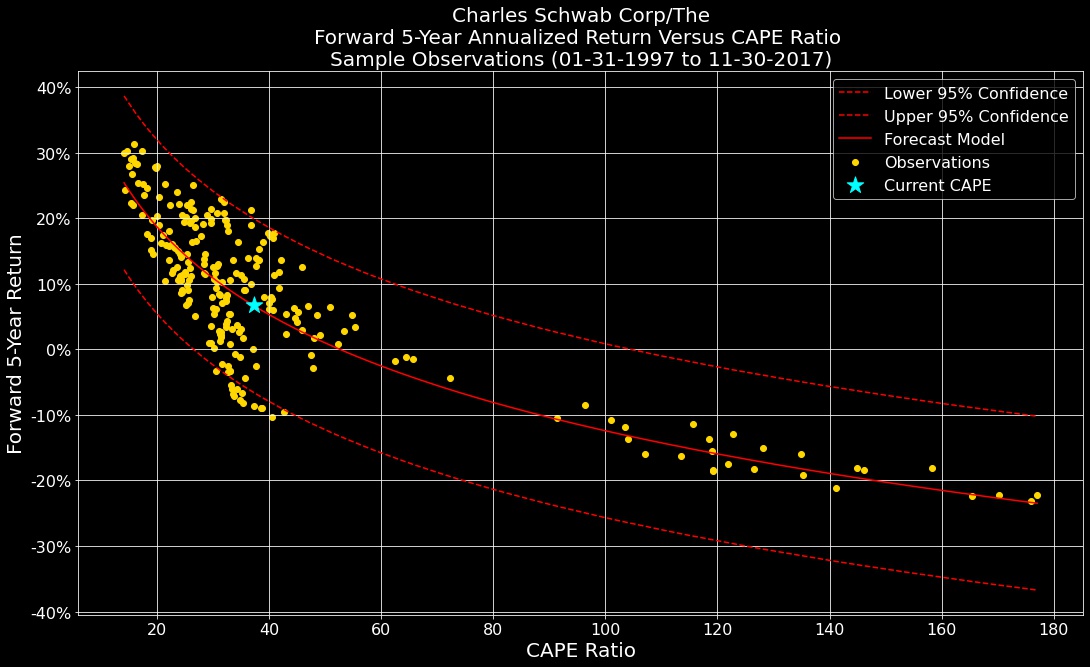 Charles Schwab Corp/The
Forward 5-Year Annualized Return Versus CAPE Ratio
Sample Observations (01-31-1997 to 11-30-2017)
Lower 95% Confidence
Upper 95% Confidence
Forecast Model
Observations
Current CAPE
Forward 5-Year Return
40%
30%
20%
10%
0%
-10%
-20%
-30%
-40%
20 40 60 80 100 120 140 160 180
CAPE Ratio